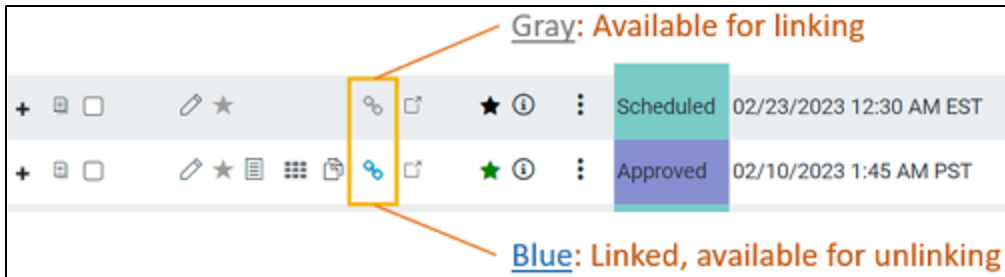 Gray: Available for linking
Scheduled 02/23/2023 12:30 AM EST
Approved 02/10/2023 1:45 AM PST
Blue: Linked, available for unlinking